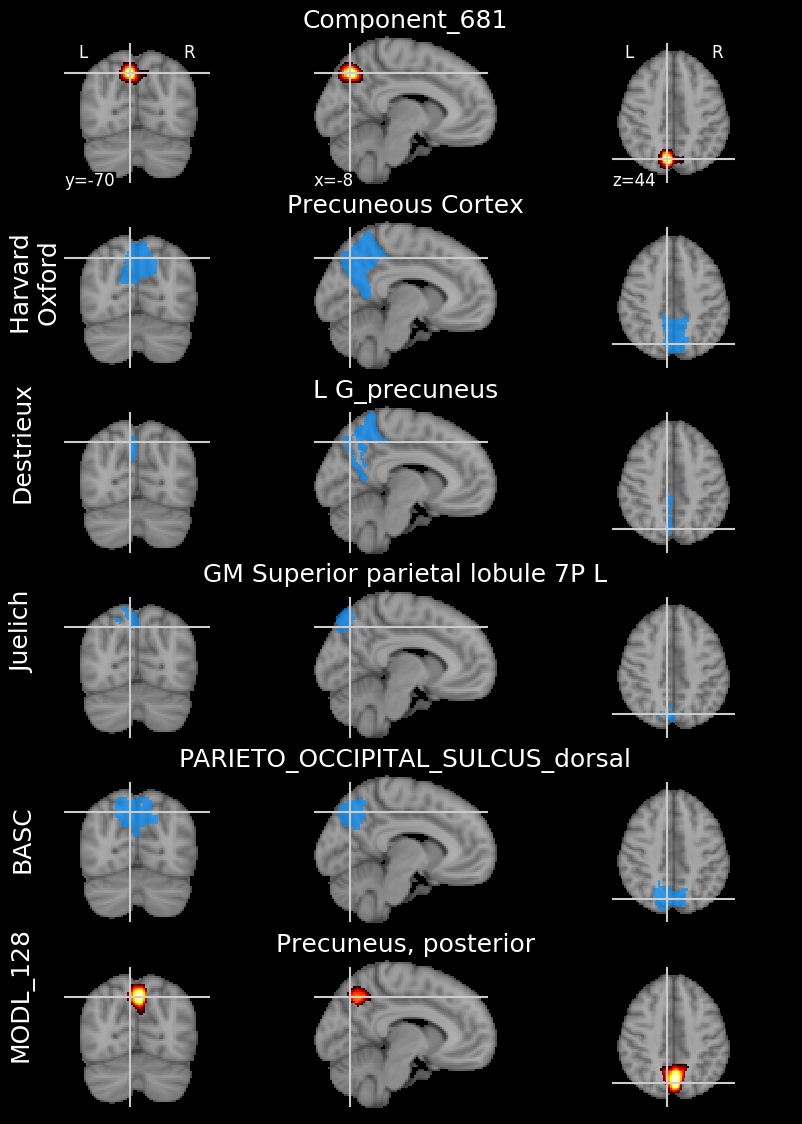 Component_681
L R L R
y=-70 x=-8 z=44
Precuneous Cortex
Harvard
Oxford
L G_precuneus
Destrieux
GM Superior parietal lobule 7P L
Juelich
PARIETO_OCCIPITAL_SULCUS_dorsal
BASC
Precuneus, posterior
MODL_128